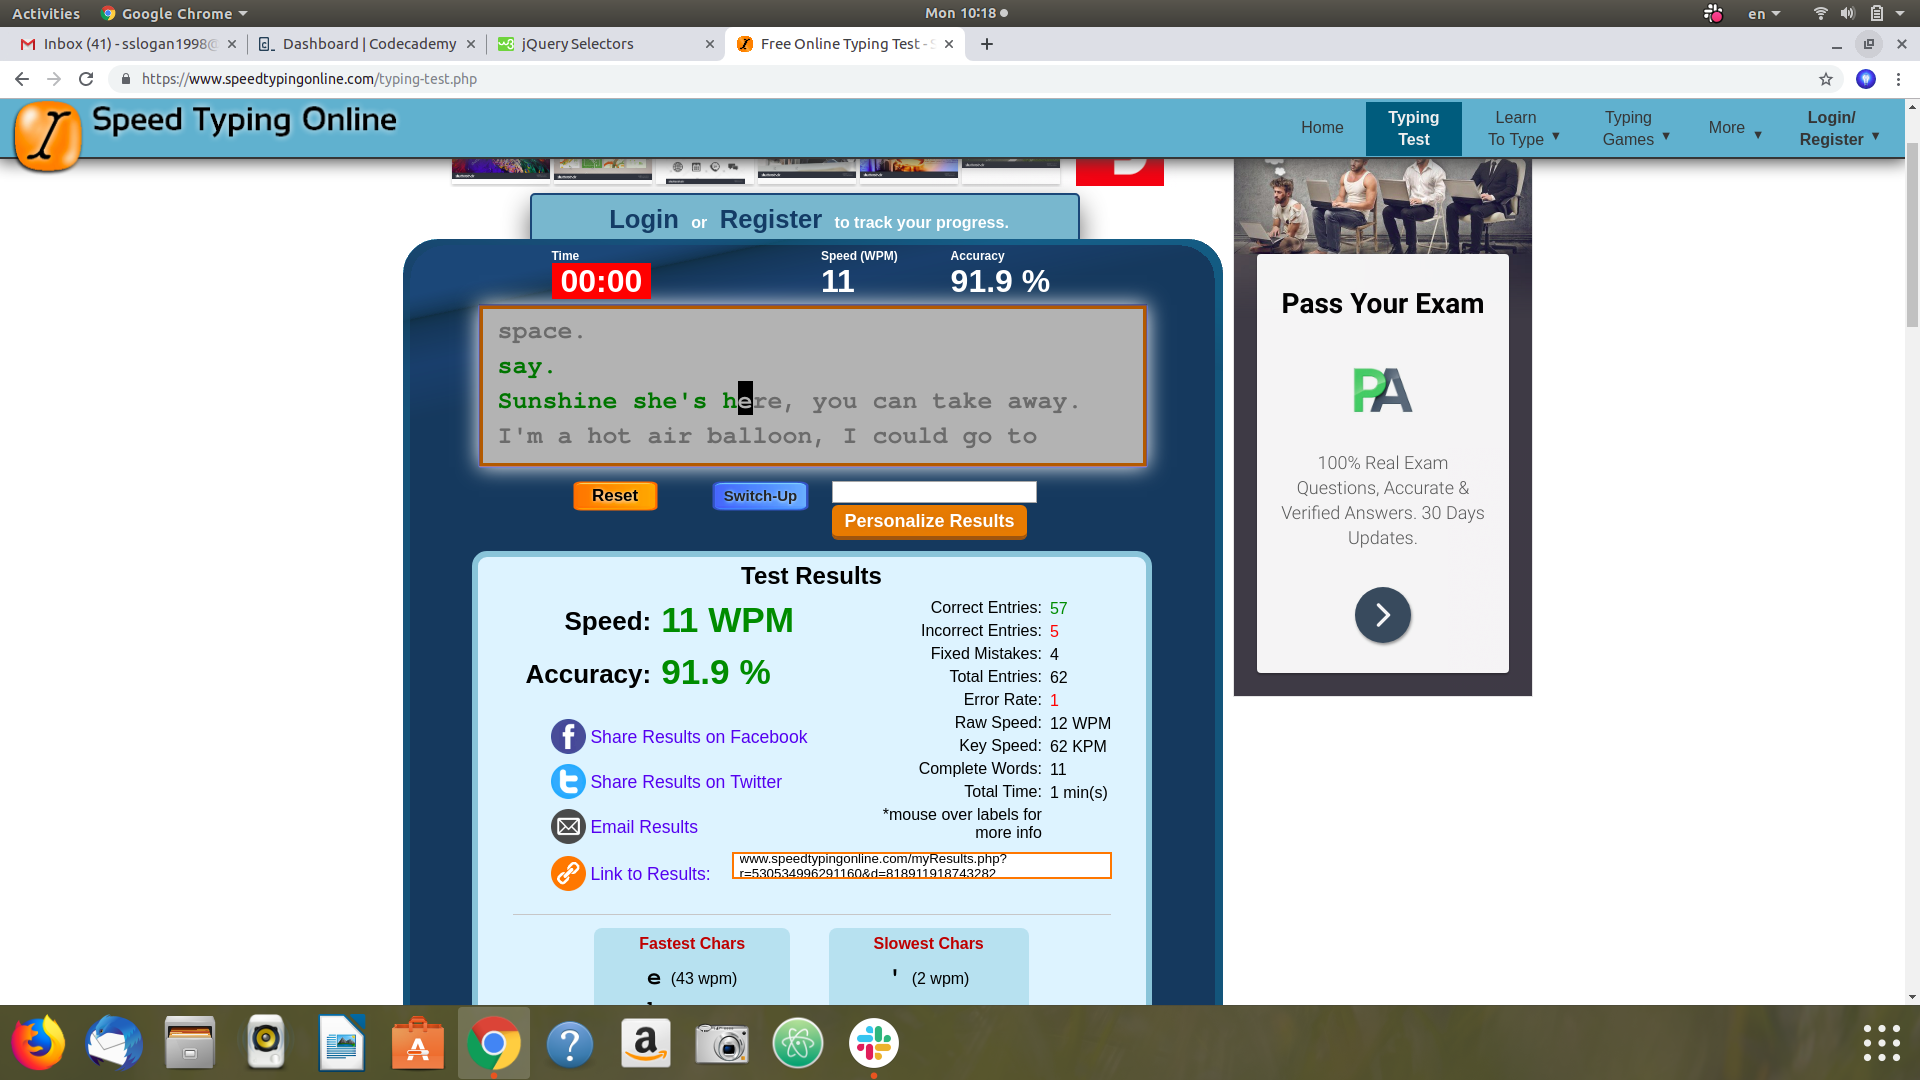 Activities
Google Chrome
Mon 10:18
en
Inbox (41) - sslogan1998@
Dashboard | Codecademy
jQuery Selectors
Free Online Typing Test - S
https://www.speedtypingonline.com/typing-test.php
Speed Typing Online
Home
Typing Test
Learn To Type
Typing Games
More
Login/ Register
Login or Register to track your progress.
Time
00:00
Speed (WPM)
11
Accuracy
91.9 %
space.
say.
Sunshine she's here, you can take away.
I'm a hot air balloon, I could go to
Reset
Switch-Up
Personalize Results
Test Results
Speed: 11 WPM
Accuracy: 91.9 %
Share Results on Facebook
Share Results on Twitter
Email Results
Link to Results:
www.speedtypingonline.com/myResults.php?
r=530534996291160&d=818911918743282
Correct Entries: 57
Incorrect Entries: 5
Fixed Mistakes: 4
Total Entries: 62
Error Rate: 1
Raw Speed: 12 WPM
Key Speed: 62 KPM
Complete Words: 11
Total Time: 1 min(s)
*mouse over labels for
more info
Fastest Chars
e (43 wpm)
Slowest Chars
' (2 wpm)
Pass Your Exam
PA
100% Real Exam
Questions, Accurate &
Verified Answers. 30 Days
Updates.